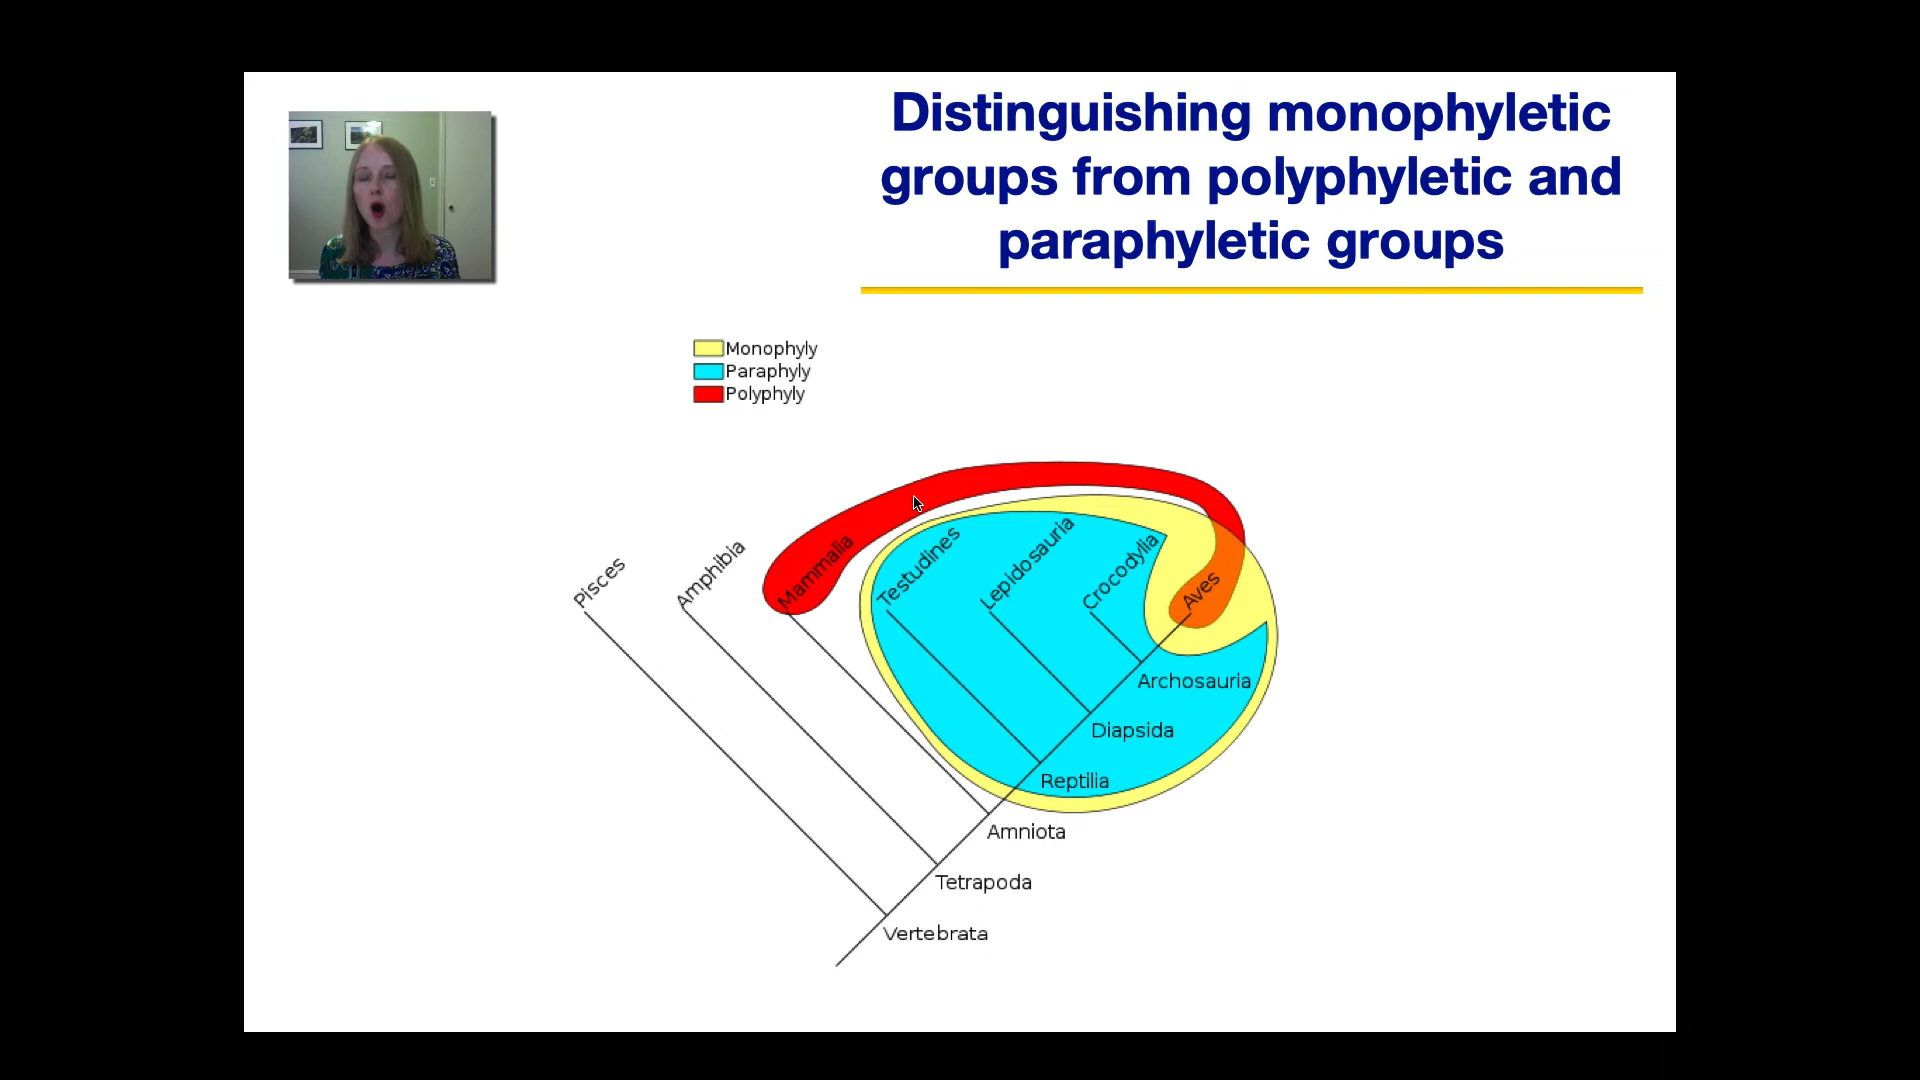 Distinguishing monophyletic
groups from polyphyletic and
paraphyletic groups
Monophyly
Paraphyly
Polyphyly
Pisces
Amphibia
Mammalia
Testudines
Lepidosauria
Crocodylia
Aves
Archosauria
Diapsida
Reptilia
Amniota
Tetrapoda
Vertebrata